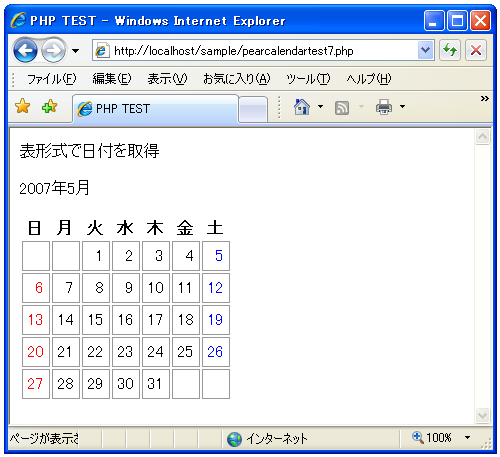 PHP TEST - Windows Internet Explorer
http://localhost/sample/pearcalendartest7.php
ファイル(F) 編集(E) 表示(V) お気に入り(A) ツール(T) ヘルプ(H)
PHP TEST
»
表形式で日付を取得
2007年5月
日 月 火 水 木 金 土
1 2 3 4 5
6 7 8 9 10 11 12
13 14 15 16 17 18 19
20 21 22 23 24 25 26
27 28 29 30 31
ページが表示さ インターネット 100%